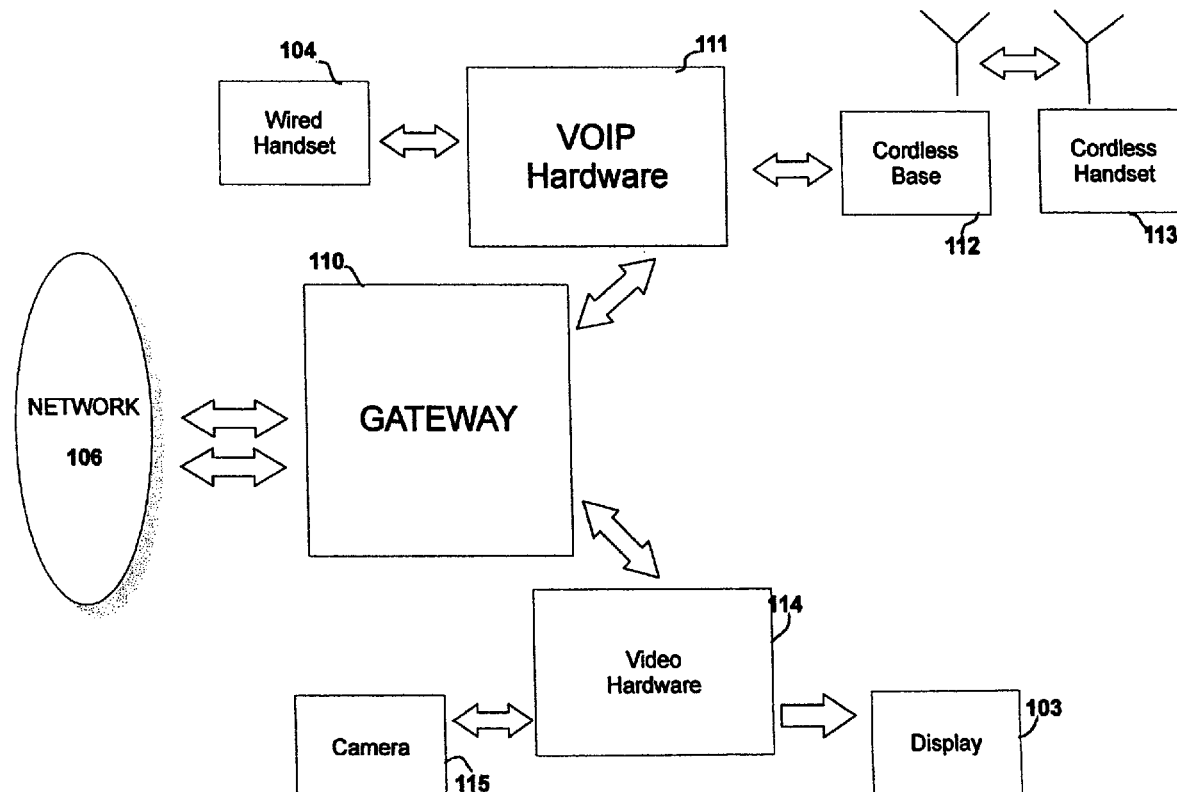 104
Wired
Handset
111
VOIP
Hardware
Cordless
Base
112
Cordless
Handset
113
110
GATEWAY
NETWORK
106
114
Video
Hardware
Camera
115
103
Display